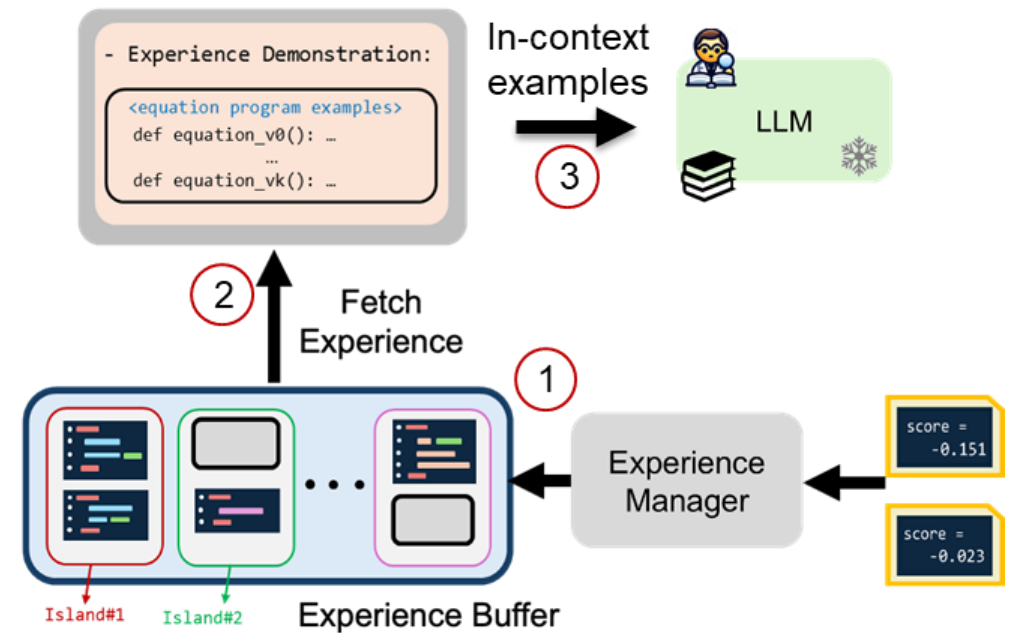 - Experience Demonstration:
<equation program examples>
def equation_v0(): …
…
def equation_vk(): …
In-context
examples
3
LLM
2
Fetch
Experience
1
Experience
Manager
score =
-0.151
score =
-0.023
Island#1
Island#2
Experience Buffer